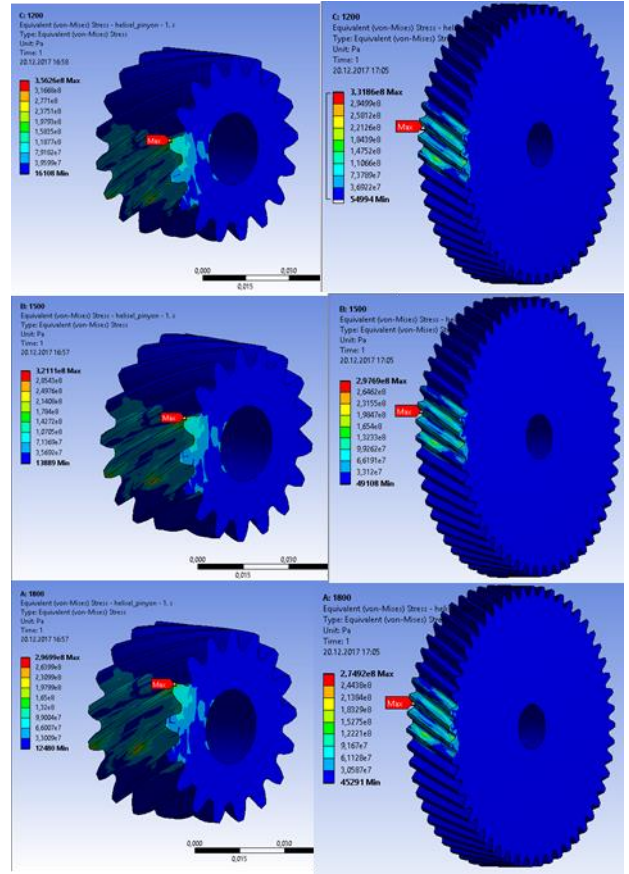 C: 1200
Equivalent (von-Mises) Stress - helisel_pinyon - 1. s
Type: Equivalent (von-Mises) Stress
Unit: Pa
Time: 1
20.12.2017 16:58
3,5626e8 Max
3,1668e8
2,771e8
2,3751e8
1,9793e8
1,5835e8
1,1877e8
7,9182e7
3,9599e7
16108 Min
Max
0,000
0,030
0,015
C: 1200
Equivalent (von-Mises) Stress - hel
Type: Equivalent (von-Mises) Stress
Unit: Pa
Time: 1
20.12.2017 17:05
3,3186e8 Max
2,9499e8
2,5812e8
2,2126e8
1,8439e8
1,4752e8
1,1066e8
7,3789e7
3,6922e7
54994 Min
Max
B: 1500
Equivalent (von-Mises) Stress - helisel_pinyon - 1. s
Type: Equivalent (von-Mises) Stress
Unit: Pa
Time: 1
20.12.2017 16:57
3,2111e8 Max
2,8543e8
2,4976e8
2,1408e8
1,784e8
1,4272e8
1,0705e8
7,1369e7
3,5692e7
13889 Min
Max
0,000
0,030
0,015
B: 1500
Equivalent (von-Mises) Stress
Type: Equivalent (von-Mises) Str
Unit: Pa
Time: 1
20.12.2017 17:05
2,9769e8 Max
2,6462e8
2,3155e8
1,9847e8
1,654e8
1,3233e8
9,9262e7
6,6191e7
3,312e7
49108 Min
Max
A: 1800
Equivalent (von-Mises) Stress - helisel_pinyon - 1. s
Type: Equivalent (von-Mises) Stress
Unit: Pa
Time: 1
20.12.2017 16:57
2,9699e8 Max
2,6399e8
2,3099e8
1,9799e8
1,65e8
1,32e8
9,9004e7
6,6007e7
3,3009e7
12480 Min
Max
0,000
0,030
0,015
A: 1800
Equivalent (von-Mises) Stress - hel
Type: Equivalent (von-Mises) Stres
Unit: Pa
Time: 1
20.12.2017 17:05
2,7492e8 Max
2,4438e8
2,1384e8
1,8329e8
1,5275e8
1,2221e8
9,167e7
6,1128e7
3,0587e7
45291 Min
Max